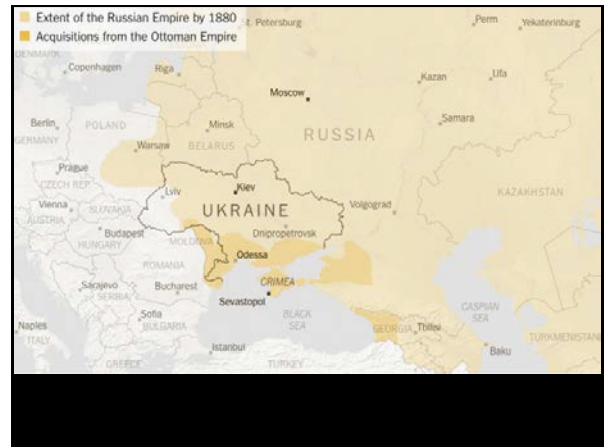 Extent of the Russian Empire by 1880
Acquisitions from the Ottoman Empire
St. Petersburg
Perm
Yekaterinburg
DENMARK
Copenhagen
Riga
Kazan
Ufa
Moscow
Berlin
POLAND
Minsk
RUSSIA
Samara
GERMANY
Warsaw
BELARUS
Prague
CZECH REP.
Lviv
Kiev
KAZAKHSTAN
Vienna
SLOVAKIA
UKRAINE
Volgograd
AUSTRIA
Budapest
Dnipropetrovsk
HUNGARY
MOLDOVA
Odessa
ROMANIA
CRIMEA
Sarajevo
Bucharest
Sevastopol
SERBIA
CASPIAN
SEA
Sofia
BLACK
SEA
Naples
BULGARIA
GEORGIA
Tbilisi
ITALY
TURKMENISTAN
Istanbul
Baku
GREECE
TURKEY